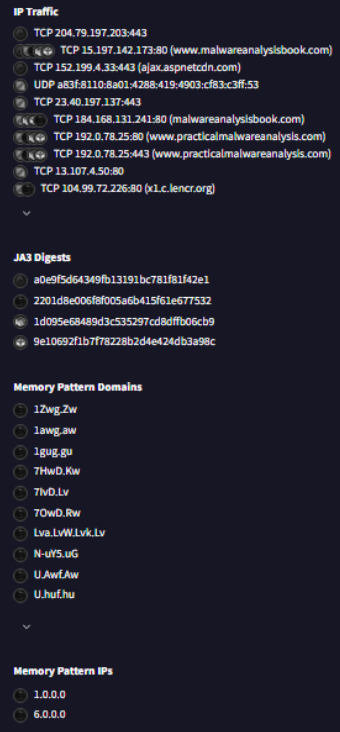 IP Traffic
TCP 204.79.197.203:443
TCP 15.197.142.173:80 (www.malwareanalysisbook.com)
TCP 152.199.4.33:443 (ajax.aspnetcdn.com)
UDP a83f:8110:8a01:4288:419:4903:cf83:c3ff:53
TCP 23.40.197.137:443
TCP 184.168.131.241:80 (malwareanalysisbook.com)
TCP 192.0.78.25:80 (www.practicalmalwareanalysis.com)
TCP 192.0.78.25:443 (www.practicalmalwareanalysis.com)
TCP 13.107.4.50:80
TCP 104.99.72.226:80 (x1.c.lencr.org)
JA3 Digests
a0e9f5d64349fb13191bc781f81f42e1
2201d8e006f8f005a6b415f61e677532
1d095e68489d3c535297cd8dffb06cb9
9e10692f1b7f78228b2d4e424db3a98c
Memory Pattern Domains
1Zwg.Zw
1awg.aw
1gug.gu
7HwD.Kw
7IvD.Lv
7OwD.Rw
Lva.LvW.Lvk.Lv
N-uY5.uG
U.Awf.Aw
U.huf.hu
Memory Pattern IPs
1.0.0.0
6.0.0.0